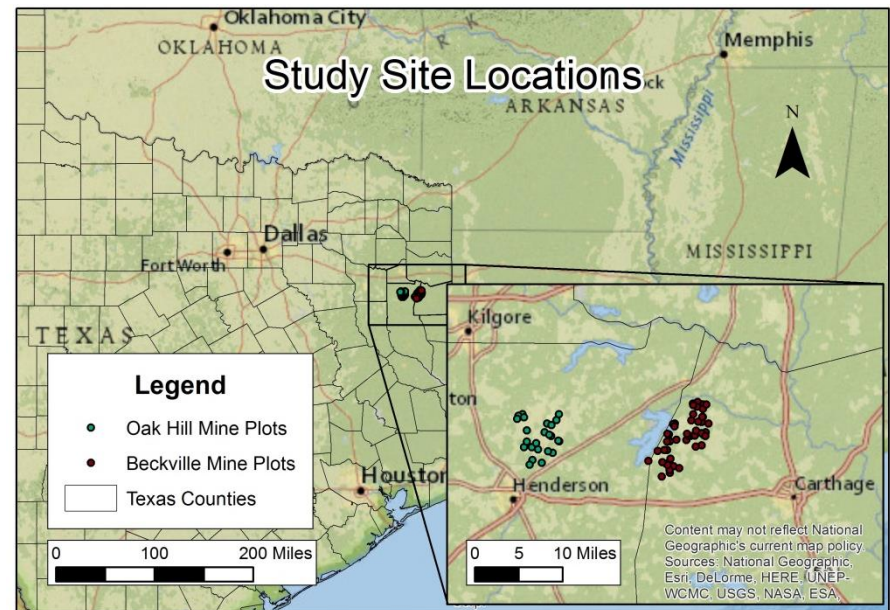 Oklahoma City
OKLAHOMA
Memphis
Study Site Locations
ock
ARKANSAS
N
Mississippi
Dallas
Fort Worth
MISSISSIPPI
TEXAS
Kilgore
ton
Legend
Oak Hill Mine Plots
Beckville Mine Plots
Texas Counties
Houston
Henderson
Carthage
0 100 200 Miles
0 5 10 Miles
Content may not reflect National
Geographic's current map policy
Sources: National Geographic,
Esri, DeLorme, HERE, UNEP-
WCMC, USGS, NASA, ESA,